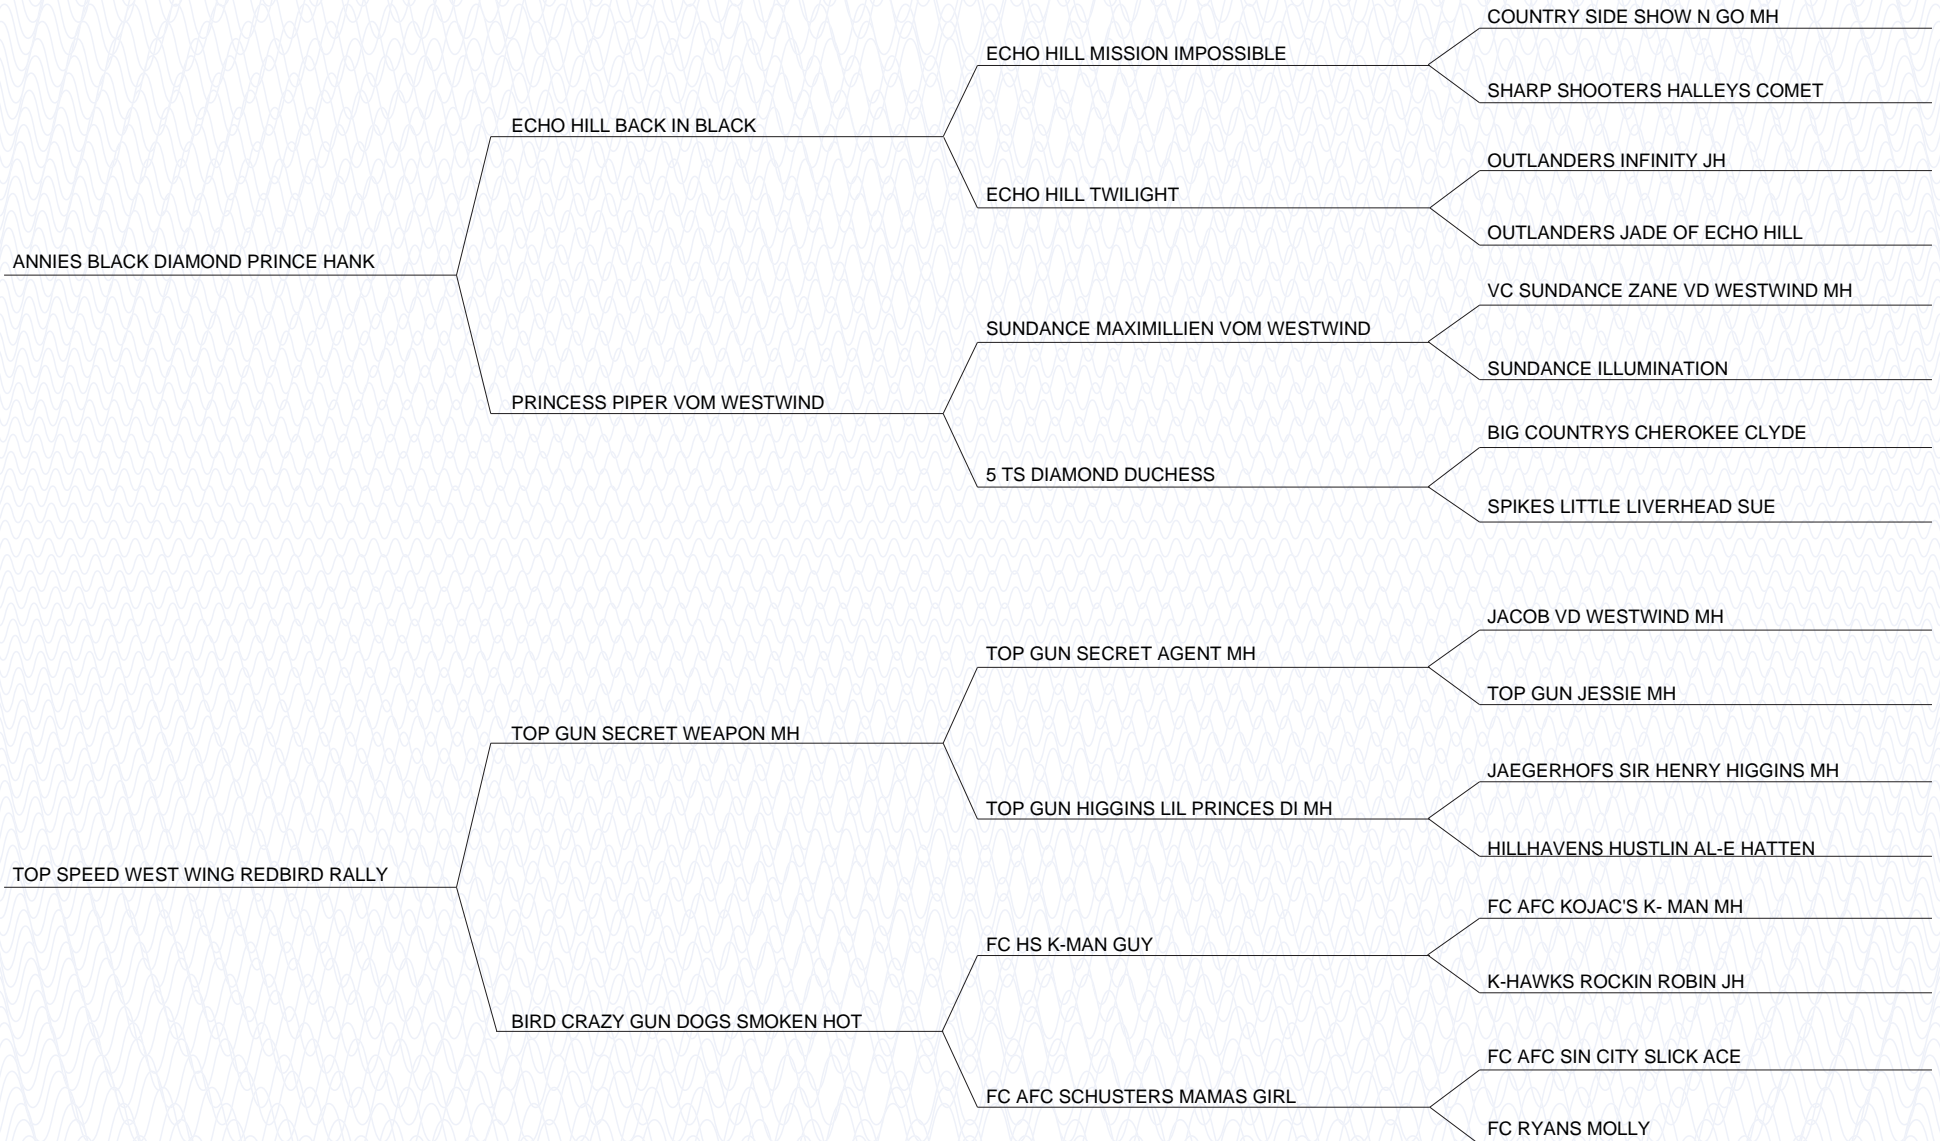 COUNTRY SIDE SHOW N GO MH
ECHO HILL MISSION IMPOSSIBLE
SHARP SHOOTERS HALLEYS COMET
ECHO HILL BACK IN BLACK
OUTLANDERS INFINITY JH
ECHO HILL TWILIGHT
OUTLANDERS JADE OF ECHO HILL
ANNIES BLACK DIAMOND PRINCE HANK
VC SUNDANCE ZANE VD WESTWIND MH
SUNDANCE MAXIMILLIEN VOM WESTWIND
SUNDANCE ILLUMINATION
PRINCESS PIPER VOM WESTWIND
BIG COUNTRYS CHEROKEE CLYDE
5 TS DIAMOND DUCHESS
SPIKES LITTLE LIVERHEAD SUE
JACOB VD WESTWIND MH
TOP GUN SECRET AGENT MH
TOP GUN JESSIE MH
TOP GUN SECRET WEAPON MH
JAEGERHOFS SIR HENRY HIGGINS MH
TOP GUN HIGGINS LIL PRINCES DI MH
HILLHAVENS HUSTLIN AL-E HATTEN
TOP SPEED WEST WING REDBIRD RALLY
FC AFC KOJAC'S K- MAN MH
FC HS K-MAN GUY
K-HAWKS ROCKIN ROBIN JH
BIRD CRAZY GUN DOGS SMOKEN HOT
FC AFC SIN CITY SLICK ACE
FC AFC SCHUSTERS MAMAS GIRL
FC RYANS MOLLY